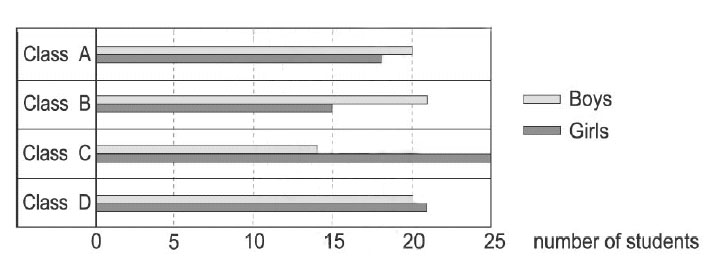 Class A
Class B
Class C
Class D
Boys
Girls
0 5 10 15 20 25 number of students